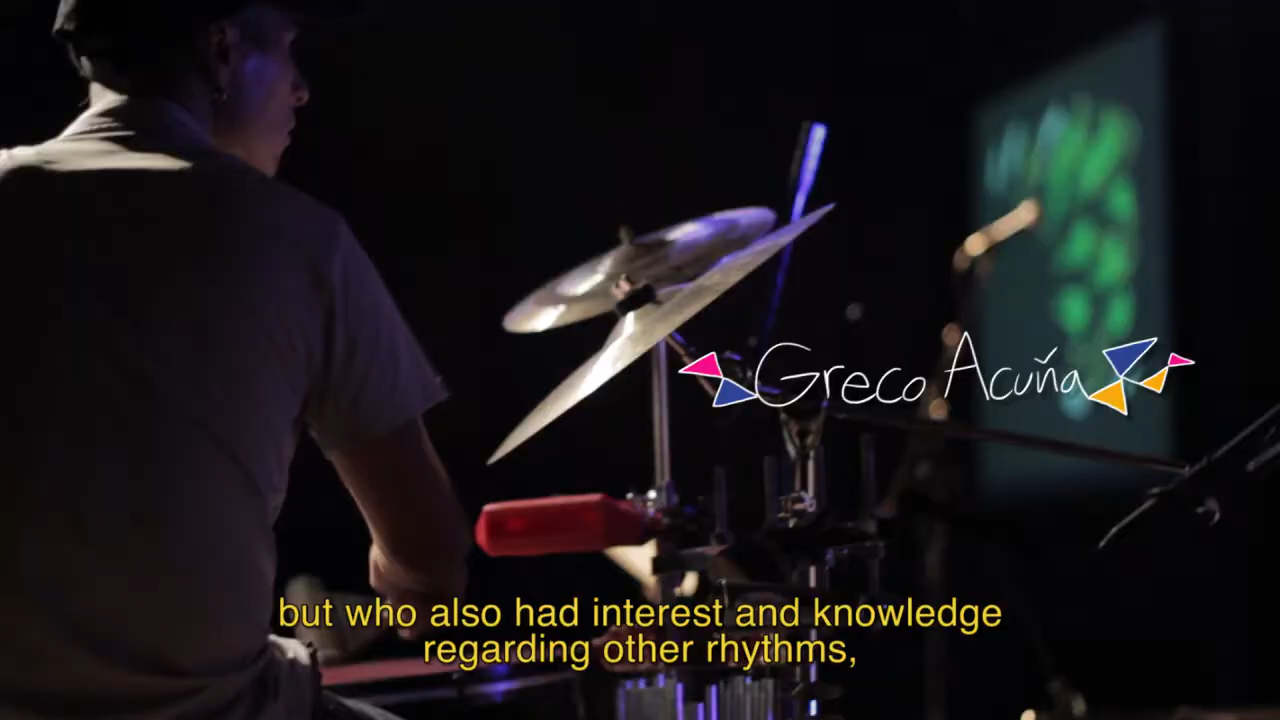 Greco Acuña
but who also had interest and knowledge
regarding other rhythms,